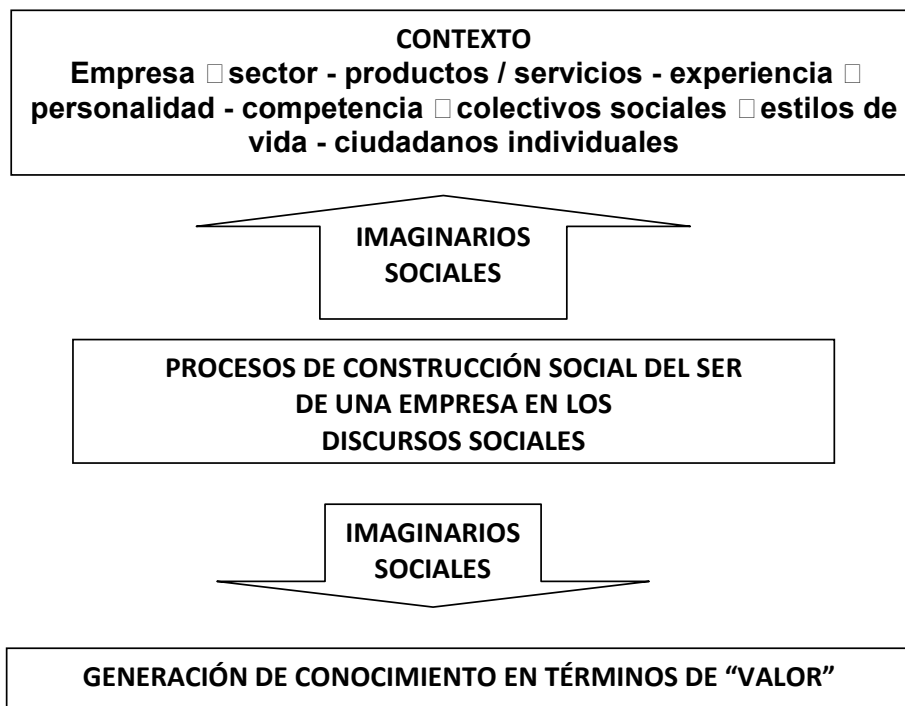 CONTEXTO
Empresa □ sector - productos / servicios - experiencia □
personalidad - competencia □ colectivos sociales □ estilos de
vida - ciudadanos individuales
IMAGINARIOS
SOCIALES
PROCESOS DE CONSTRUCCIÓN SOCIAL DEL SER
DE UNA EMPRESA EN LOS
DISCURSOS SOCIALES
IMAGINARIOS
SOCIALES
GENERACIÓN DE CONOCIMIENTO EN TÉRMINOS DE “VALOR”